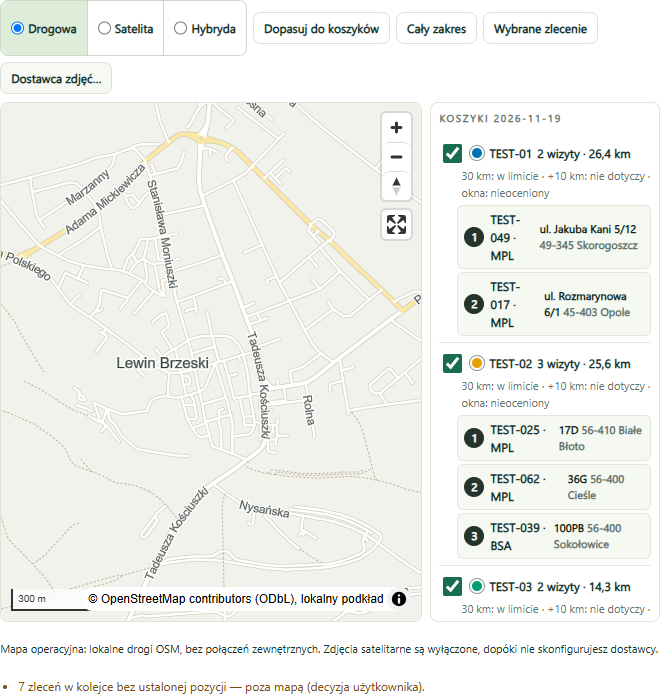 Drogowa
Satelita
Hybryda
Dopasuj do koszyków
Cały zakres
Wybrane zlecenie
Dostawca zdjęć...
Marzanny
Adama Mickiewicza
Stanisława Moniuszki
Polskiego
Lewin Brzeski
Tadeusza Kościuszki
Rolna
Nysańska
Tadeusza Kościuszki
300 m
© OpenStreetMap contributors (ODbL), lokalny podkład
KOSZYKI 2026-11-19
TEST-01 2 wizyty · 26,4 km
30 km: w limicie · +10 km: nie dotyczy ·
okna: nieoceniony
1
TEST-
049 ·
MPL
ul. Jakuba Kani 5/12
49-345 Skorogoszcz
2
TEST-
017 ·
MPL
ul. Rozmarynowa
6/1 45-403 Opole
TEST-02 3 wizyty · 25,6 km
30 km: w limicie · +10 km: nie dotyczy ·
okna: nieoceniony
1
TEST-025 ·
MPL
17D 56-410 Białe
Błoto
2
TEST-062 ·
MPL
36G 56-400
Cieśle
3
TEST-039 ·
BSA
100PB 56-400
Sokołowice
TEST-03 2 wizyty · 14,3 km
30 km: w limicie · +10 km: nie dotyczy ·
Mapa operacyjna: lokalne drogi OSM, bez połączeń zewnętrznych. Zdjęcia satelitarne są wyłączone, dopóki nie skonfigurujesz dostawcy.
• 7 zleceń w kolejce bez ustalonej pozycji — poza mapą (decyzja użytkownika).